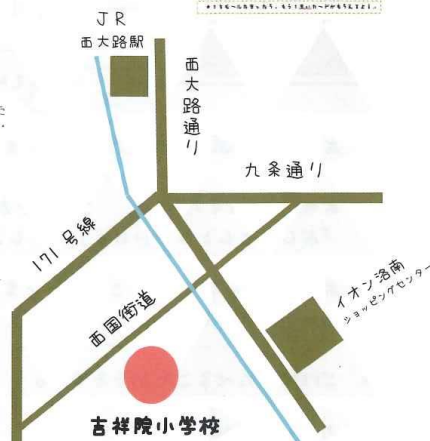 JR
西大路駅
西大路通り
九条通り
171号線
西国街道
イオン洛南
ショッピングセンター
吉祥院小学校